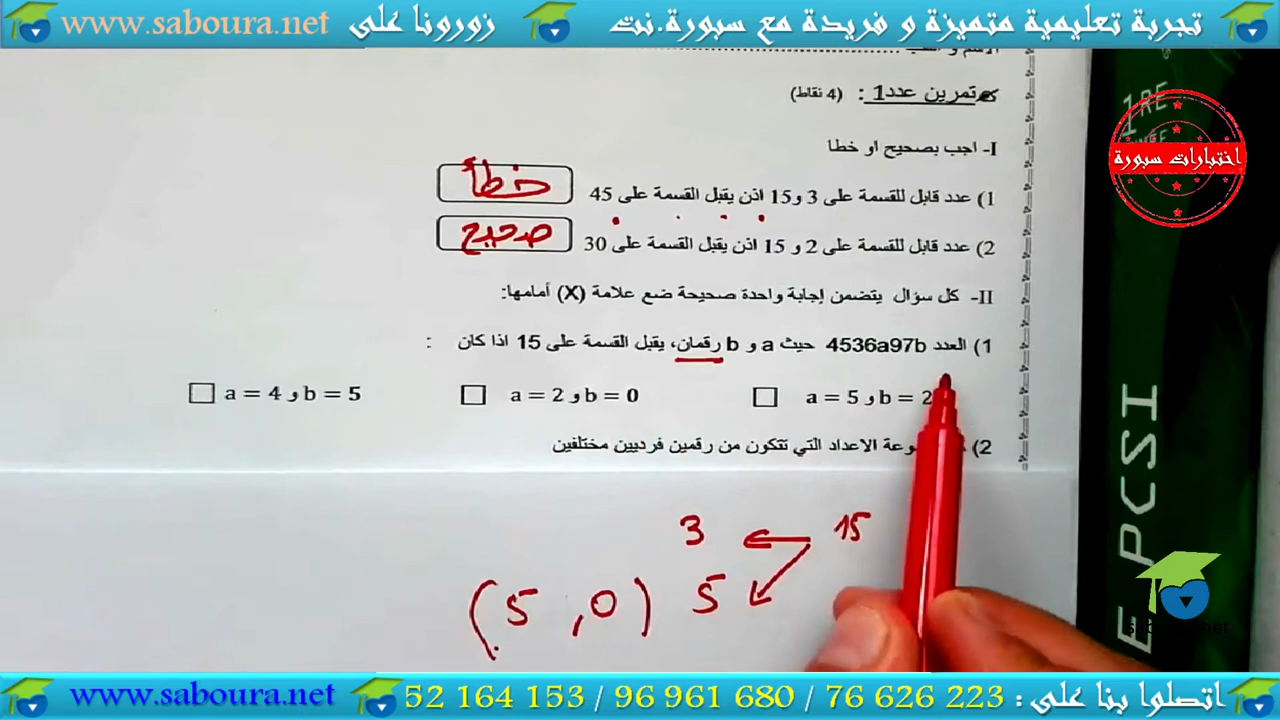 تجربة تعليمية متميزة و فريدة مع سبورة.نت زورونا على www.saboura.net
الاسم و اللقب
تمرين عدد1 : (4 نقاط)
اختبارات سبورة
I- اجب بصحيح او خطا
1) عدد قابل للقسمة على 3 و15 اذن يقبل القسمة على 45 خطأ
2) عدد قابل للقسمة على 2 و 15 اذن يقبل القسمة على 30 صحيح
II- كل سؤال يتضمن إجابة واحدة صحيحة ضع علامة (X) أمامها:
1) العدد 4536a97b حيث a و b رقمان، يقبل القسمة على 15 اذا كان :
a = 5 و b = 2 a = 2 و b = 0 a = 4 و b = 5
2) الاعداد التي تتكون من رقمين فرديين مختلفين
15 3
5 (5 , 0)
E PCSI
اتصلوا بنا على : 52 164 153 / 96 961 680 / 76 626 223 www.saboura.net